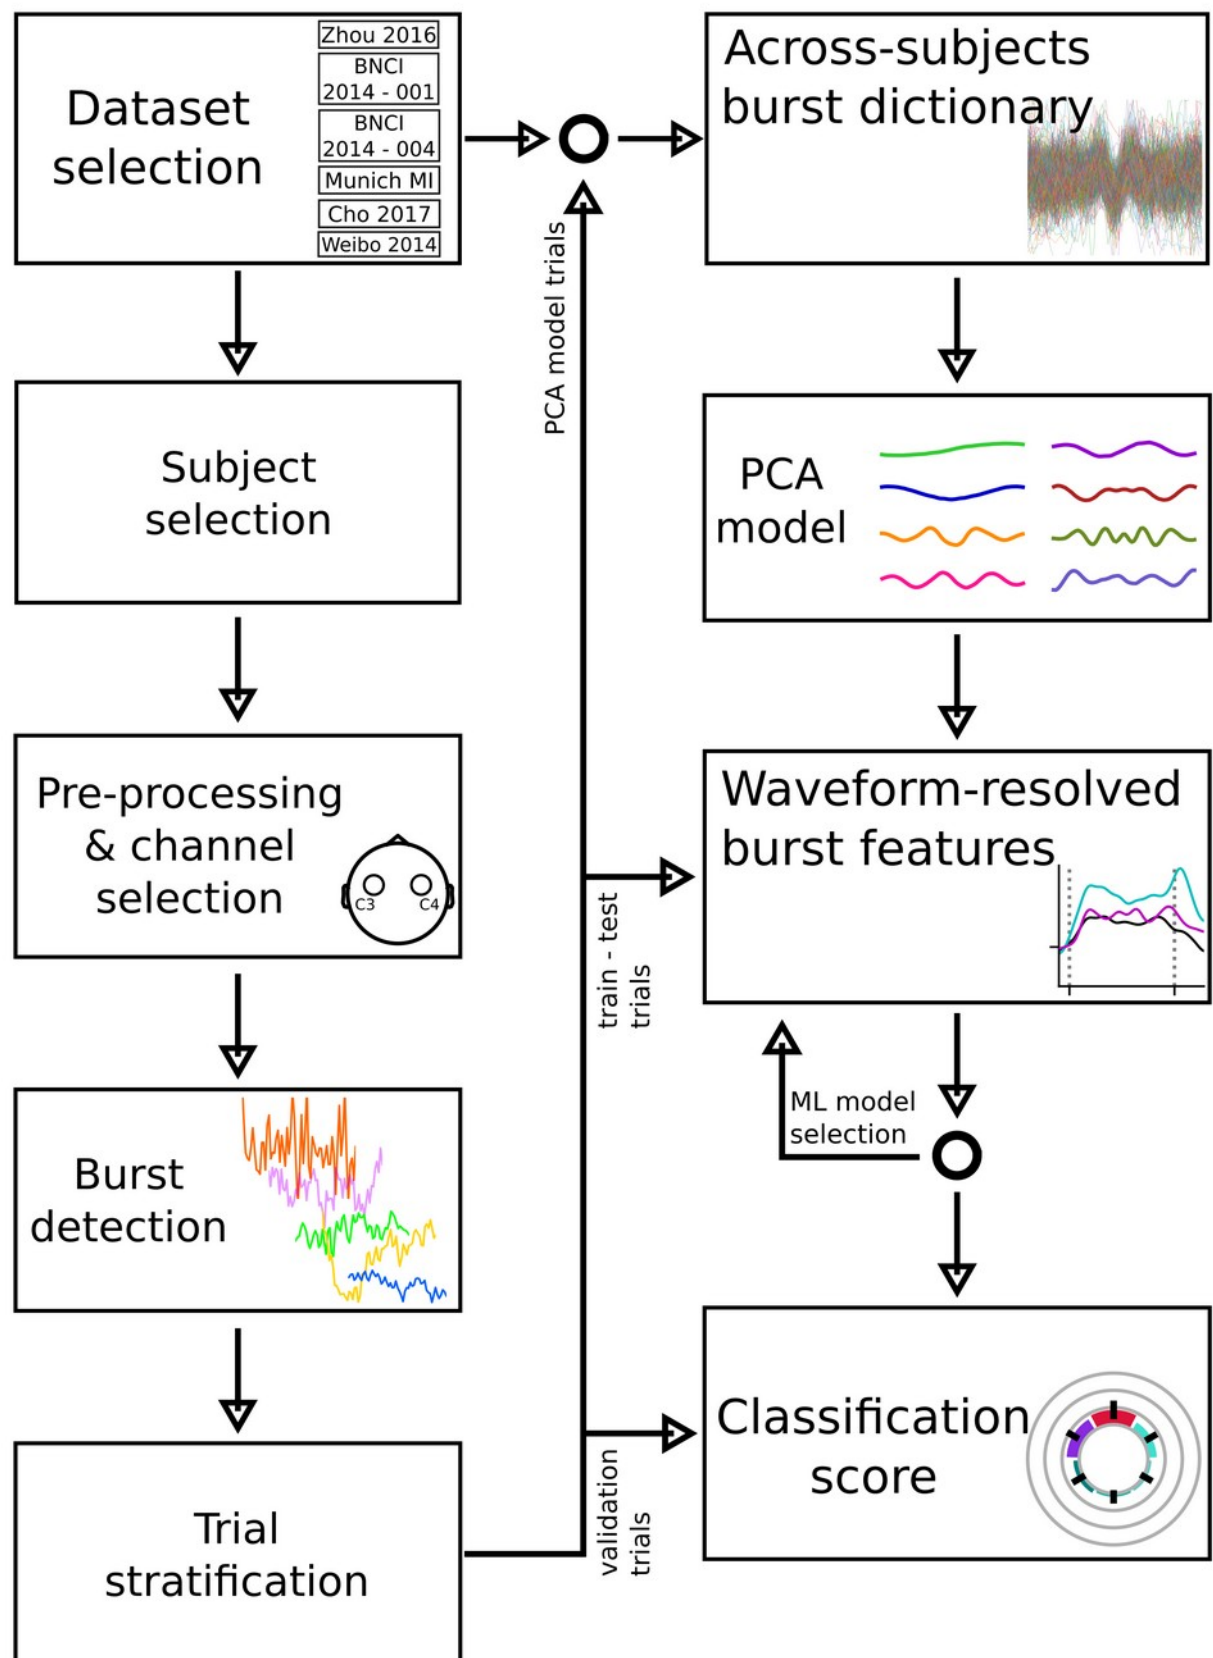 Dataset
selection
Zhou 2016
BNCI
2014 - 001
BNCI
2014 - 004
Munich MI
Cho 2017
Weibo 2014
Subject
selection
Pre-processing
& channel
selection
C3
C4
Burst
detection
Trial
stratification
PCA model trials
train - test
trials
validation
trials
Across-subjects
burst dictionary
PCA
model
Waveform-resolved
burst features
ML model
selection
Classification
score